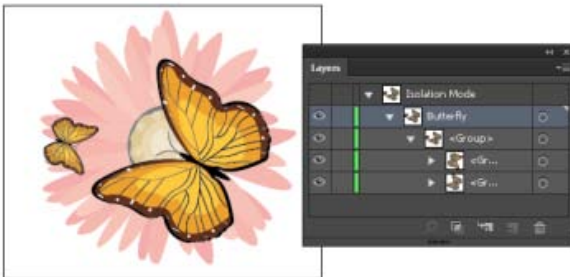 Layers
Isolation Mode
Butterfly
<Group>
<Gr...
<Gr...